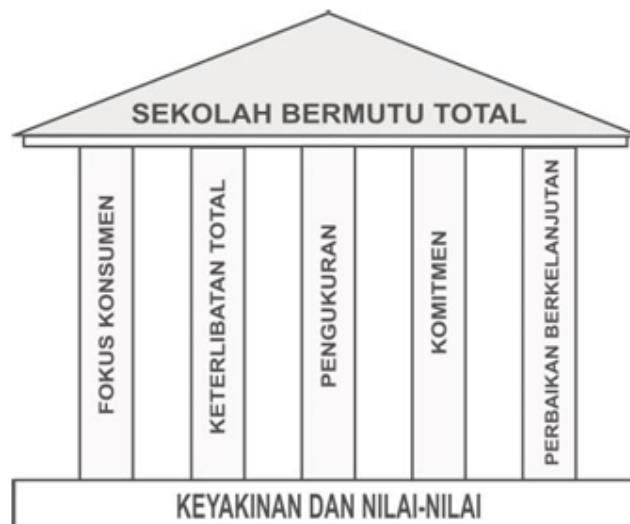 SEKOLAH BERMUTU TOTAL
FOKUS KONSUMEN
KETERLIBATAN TOTAL
PENGUKURAN
KOMITMEN
PERBAIKAN BERKELANJUTAN
KEYAKINAN DAN NILAI-NILAI